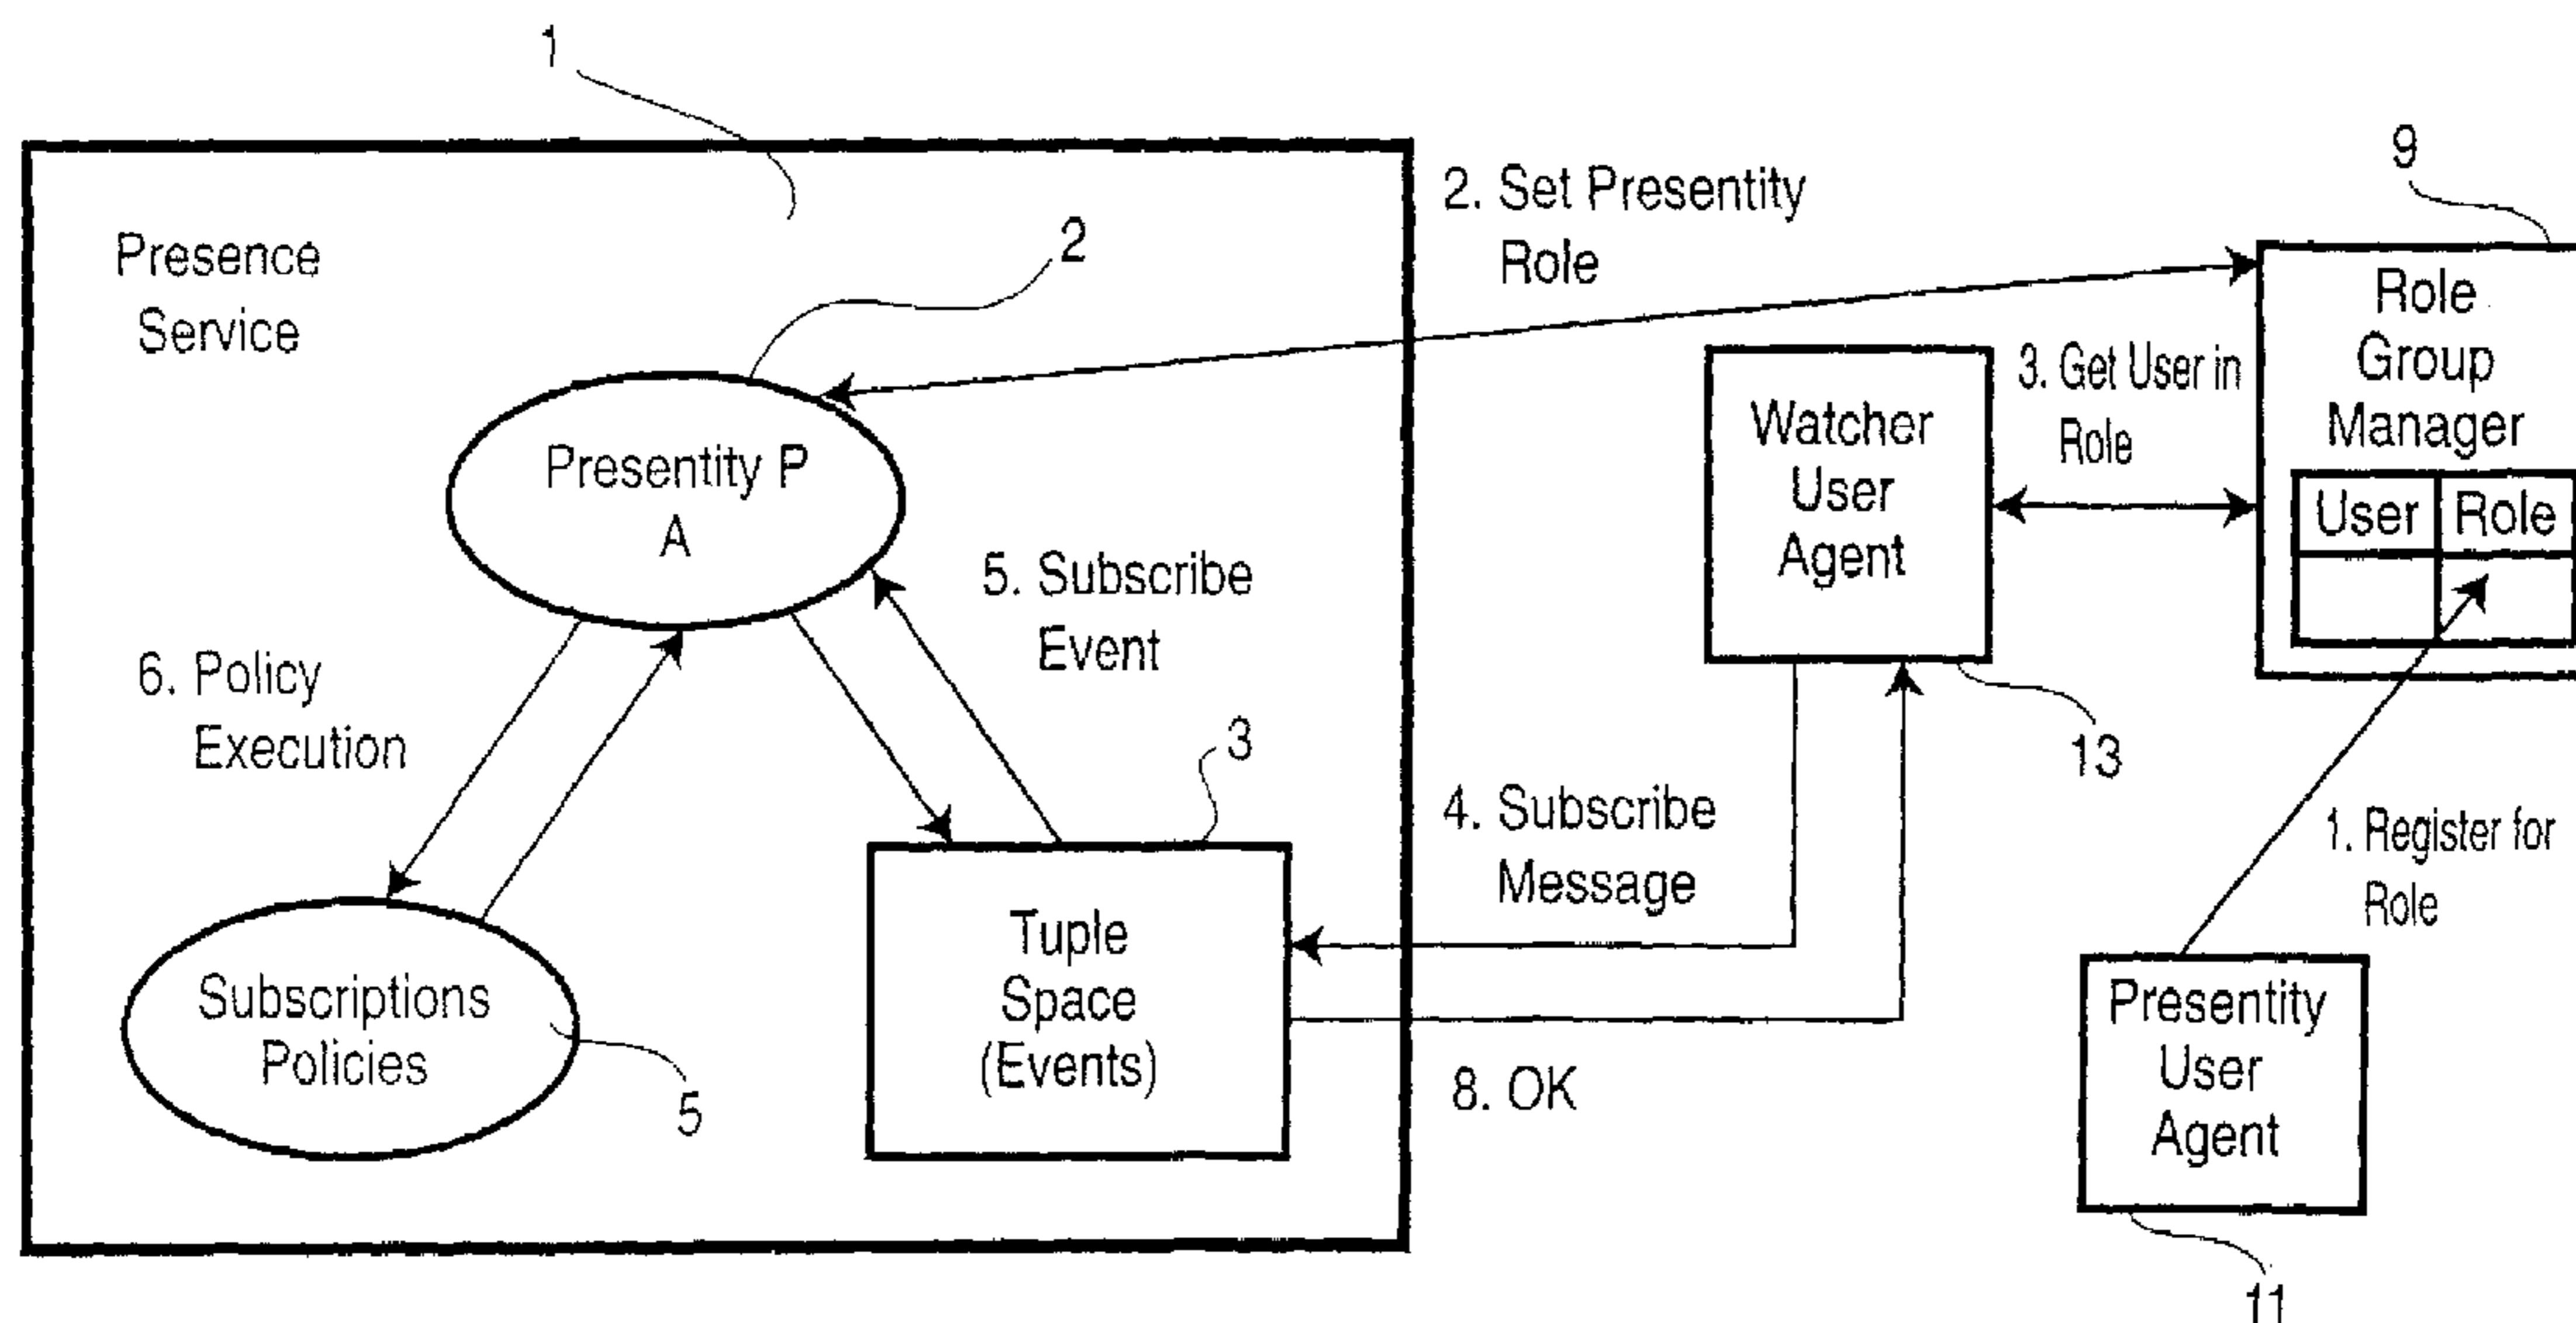 1
Presence
Service
2
Presentity P
A
5. Subscribe
Event
6. Policy
Execution
3
Subscriptions
Policies
5
Tuple
Space
(Events)
2. Set Presentity
Role
9
Role
Group
Manager
User Role
Watcher
User
Agent
3. Get User in
Role
13
4. Subscribe
Message
8. OK
1. Register for
Role
Presentity
User
Agent
11